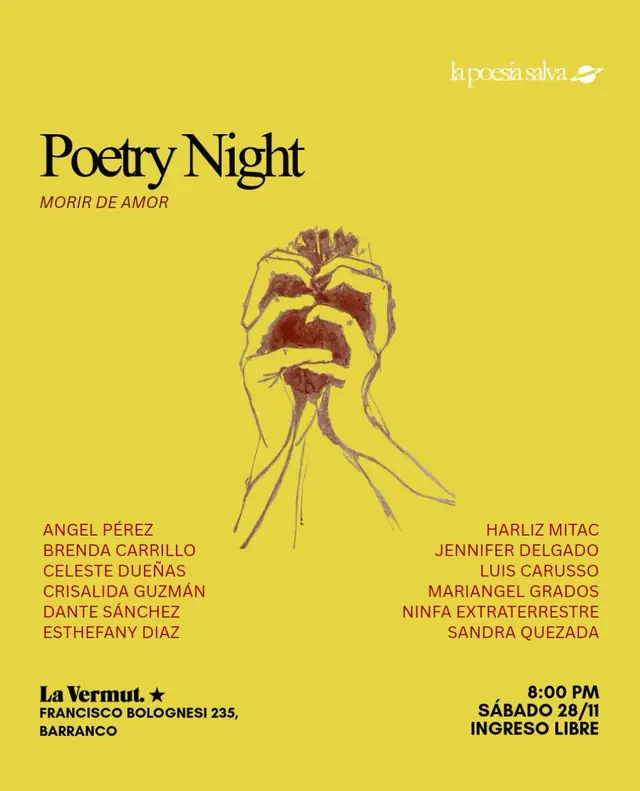 la poesía salva
Poetry Night
MORIR DE AMOR
ANGEL PÉREZ
BRENDA CARRILLO
CELESTE DUEÑAS
CRISALIDA GUZMÁN
DANTE SÁNCHEZ
ESTHEFANY DIAZ
HARLIZ MITAC
JENNIFER DELGADO
LUIS CARUSSO
MARIANGEL GRADOS
NINFA EXTRATERRESTRE
SANDRA QUEZADA
La Vermut. ★
FRANCISCO BOLOGNESI 235,
BARRANCO
8:00 PM
SÁBADO 28/11
INGRESO LIBRE